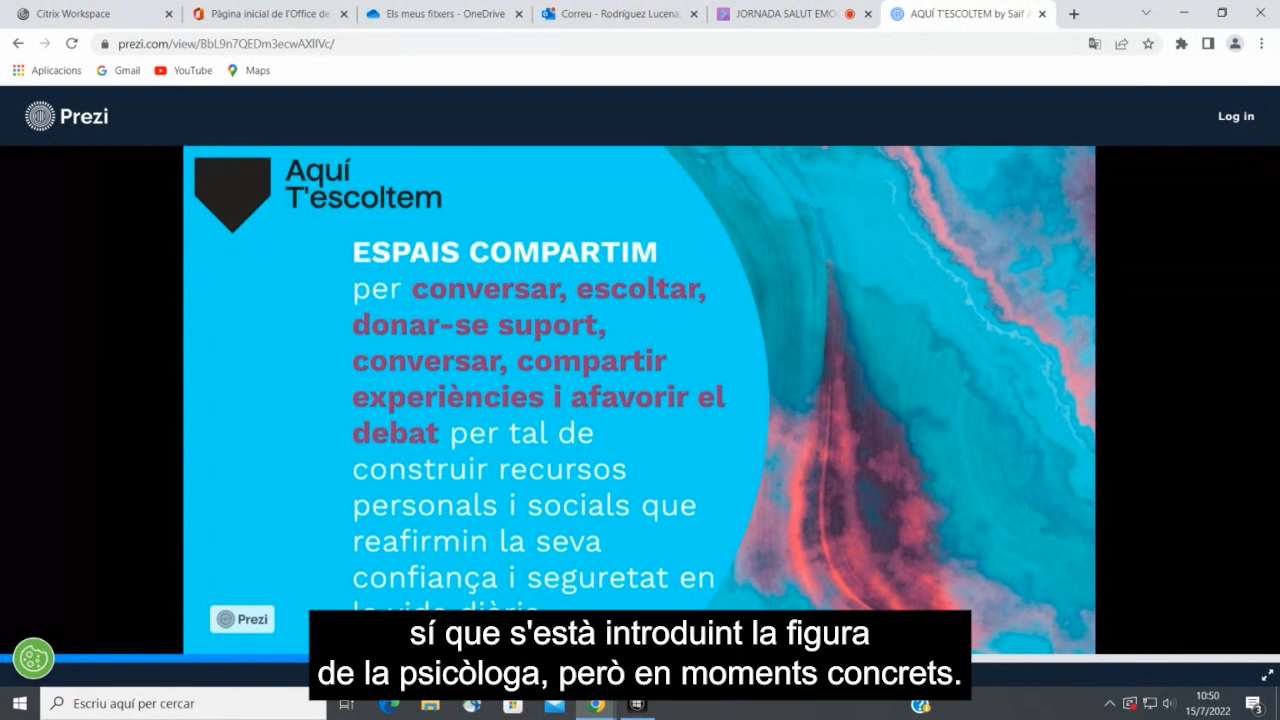 Citrix Workspace
Pàgina inicial de l'Office de
Els meus fitxers - OneDrive
Correu - Rodríguez Lucena,
JORNADA SALUT EMO
AQUÍ T'ESCOLTEM by Saif A
prezi.com/view/BbL9n7QEDm3ecwAXlIVc/
Aplicacions
Gmail
YouTube
Maps
Prezi
Log in
Aquí
T'escoltem
ESPAIS COMPARTIM
per conversar, escoltar,
donar-se suport,
conversar, compartir
experiències i afavorir el
debat per tal de
construir recursos
personals i socials que
reafirmin la seva
confiança i seguretat en
la vida diària
Prezi
sí que s'està introduint la figura
de la psicòloga, però en moments concrets.
Escriu aquí per cercar
10:50
15/7/2022
3